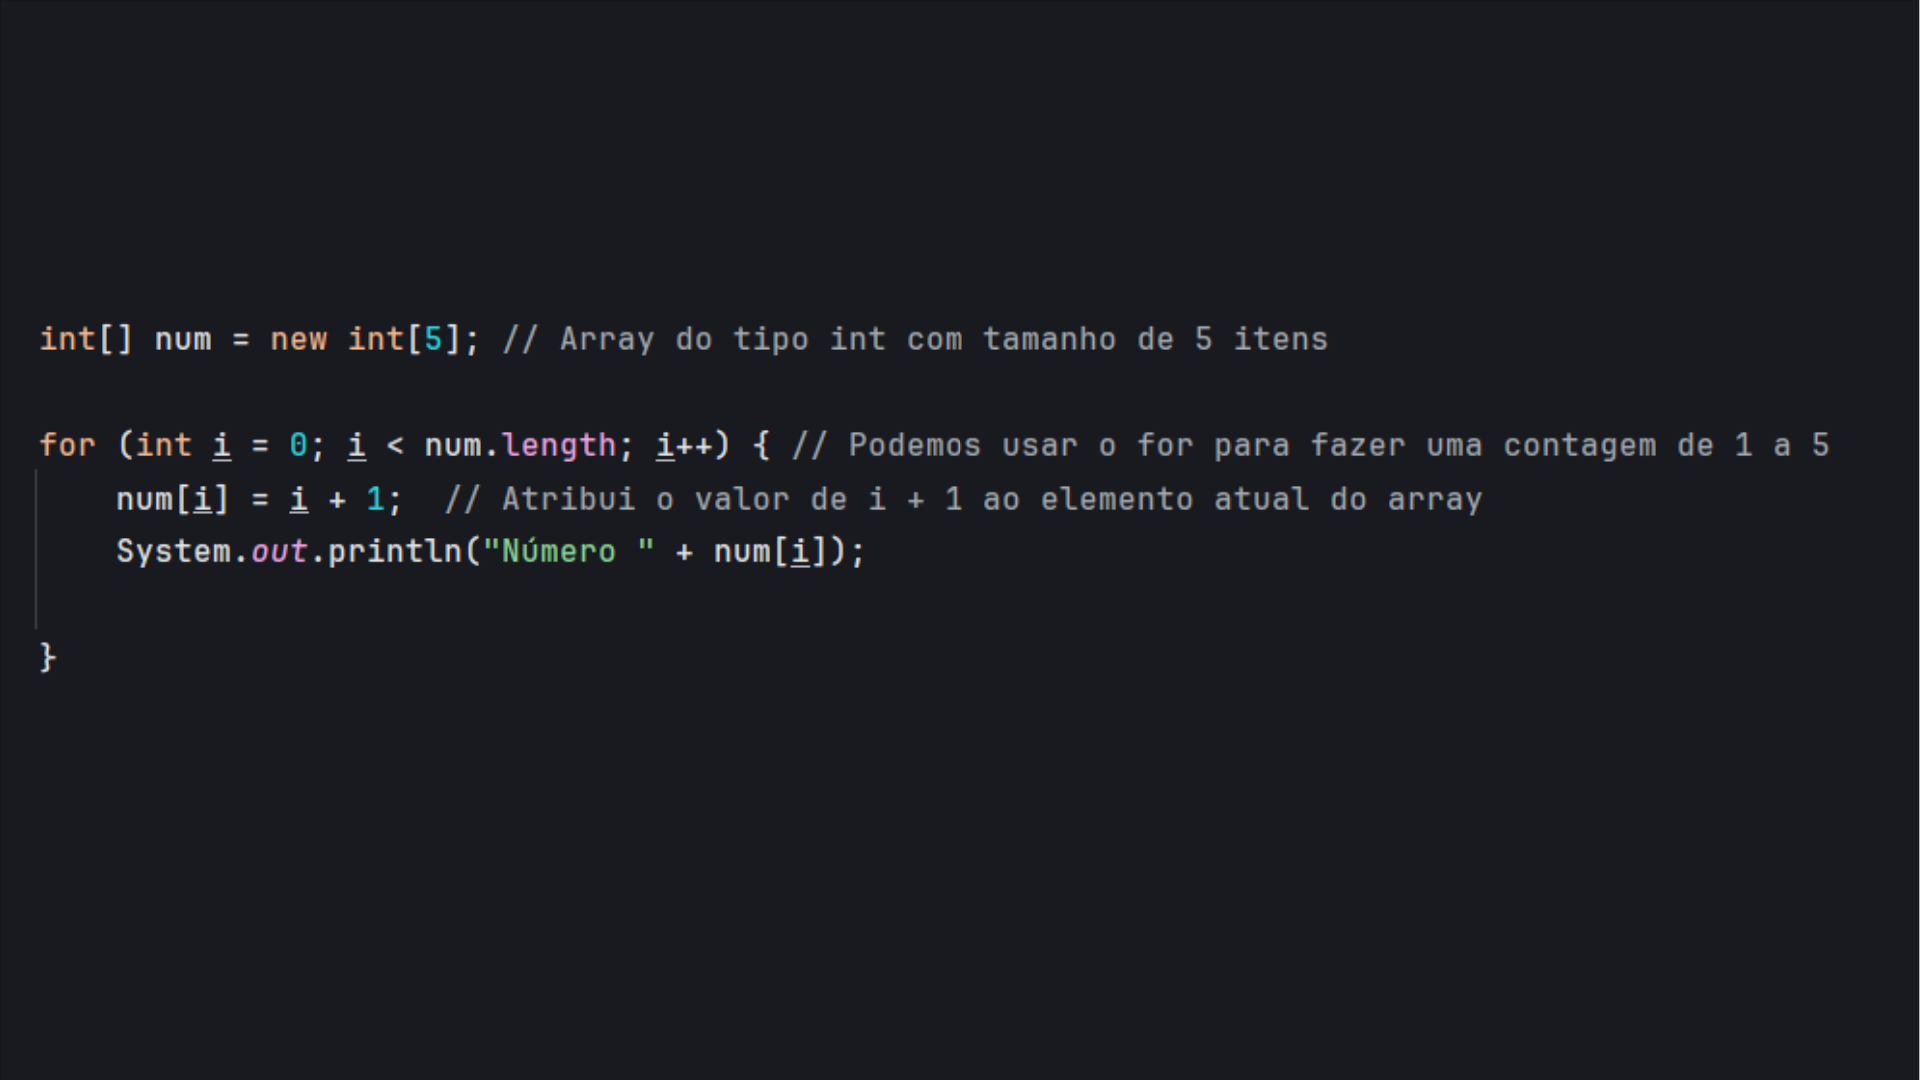 int[] num = new int[5]; // Array do tipo int com tamanho de 5 itens
for (int i = 0; i < num.length; i++) { // Podemos usar o for para fazer uma contagem de 1 a 5
num[i] = i + 1;  // Atribui o valor de i + 1 ao elemento atual do array
System.out.println("Número " + num[i]);
}